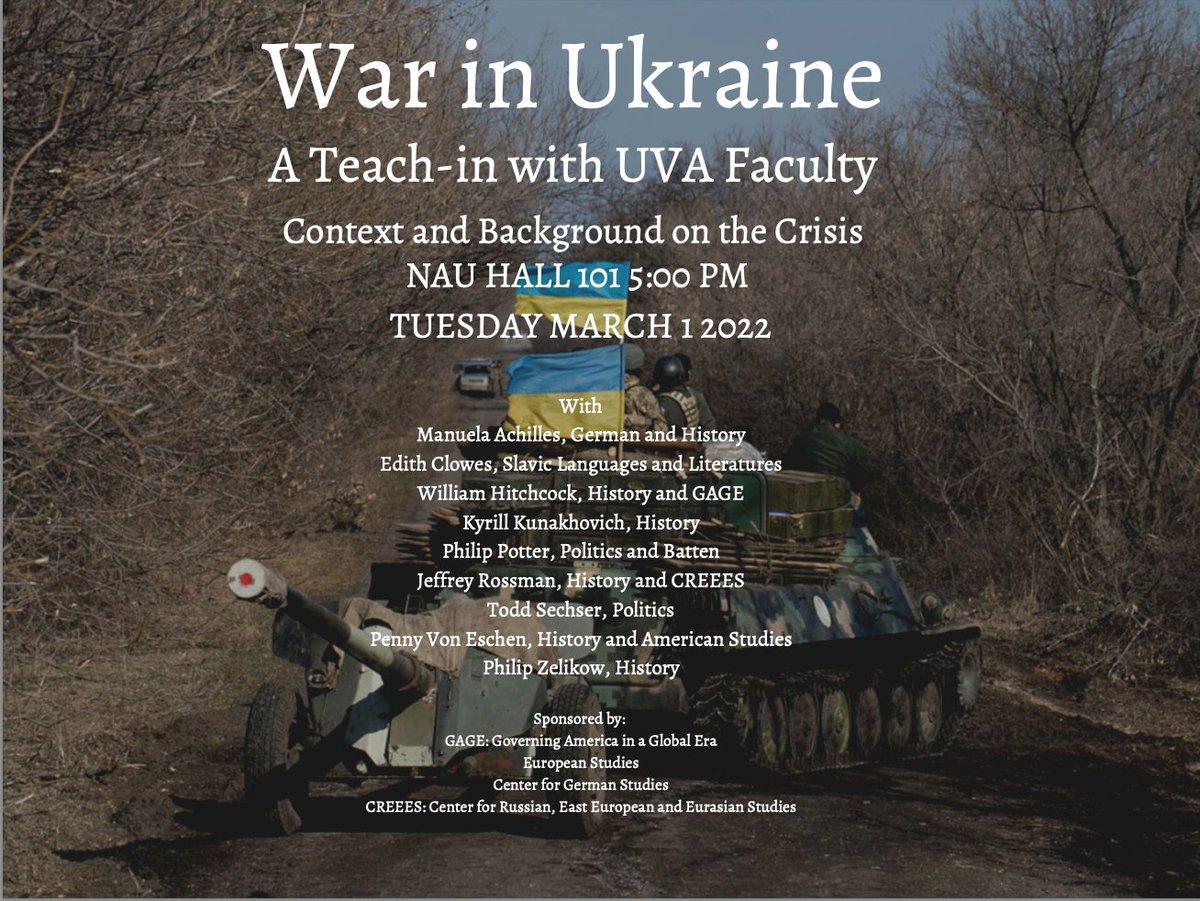 War in Ukraine
A Teach-in with UVA Faculty
Context and Background on the Crisis
NAU HALL 101 5:00 PM
TUESDAY MARCH 1 2022
With
Manuela Achilles, German and History
Edith Clowes, Slavic Languages and Literatures
William Hitchcock, History and GAGE
Kyrill Kunakhovich, History
Philip Potter, Politics and Batten
Jeffrey Rossman, History and CREEES
Todd Sechser, Politics
Penny Von Eschen, History and American Studies
Philip Zelikow, History
Sponsored by:
GAGE: Governing America in a Global Era
European Studies
Center for German Studies
CREEES: Center for Russian, East European and Eurasian Studies